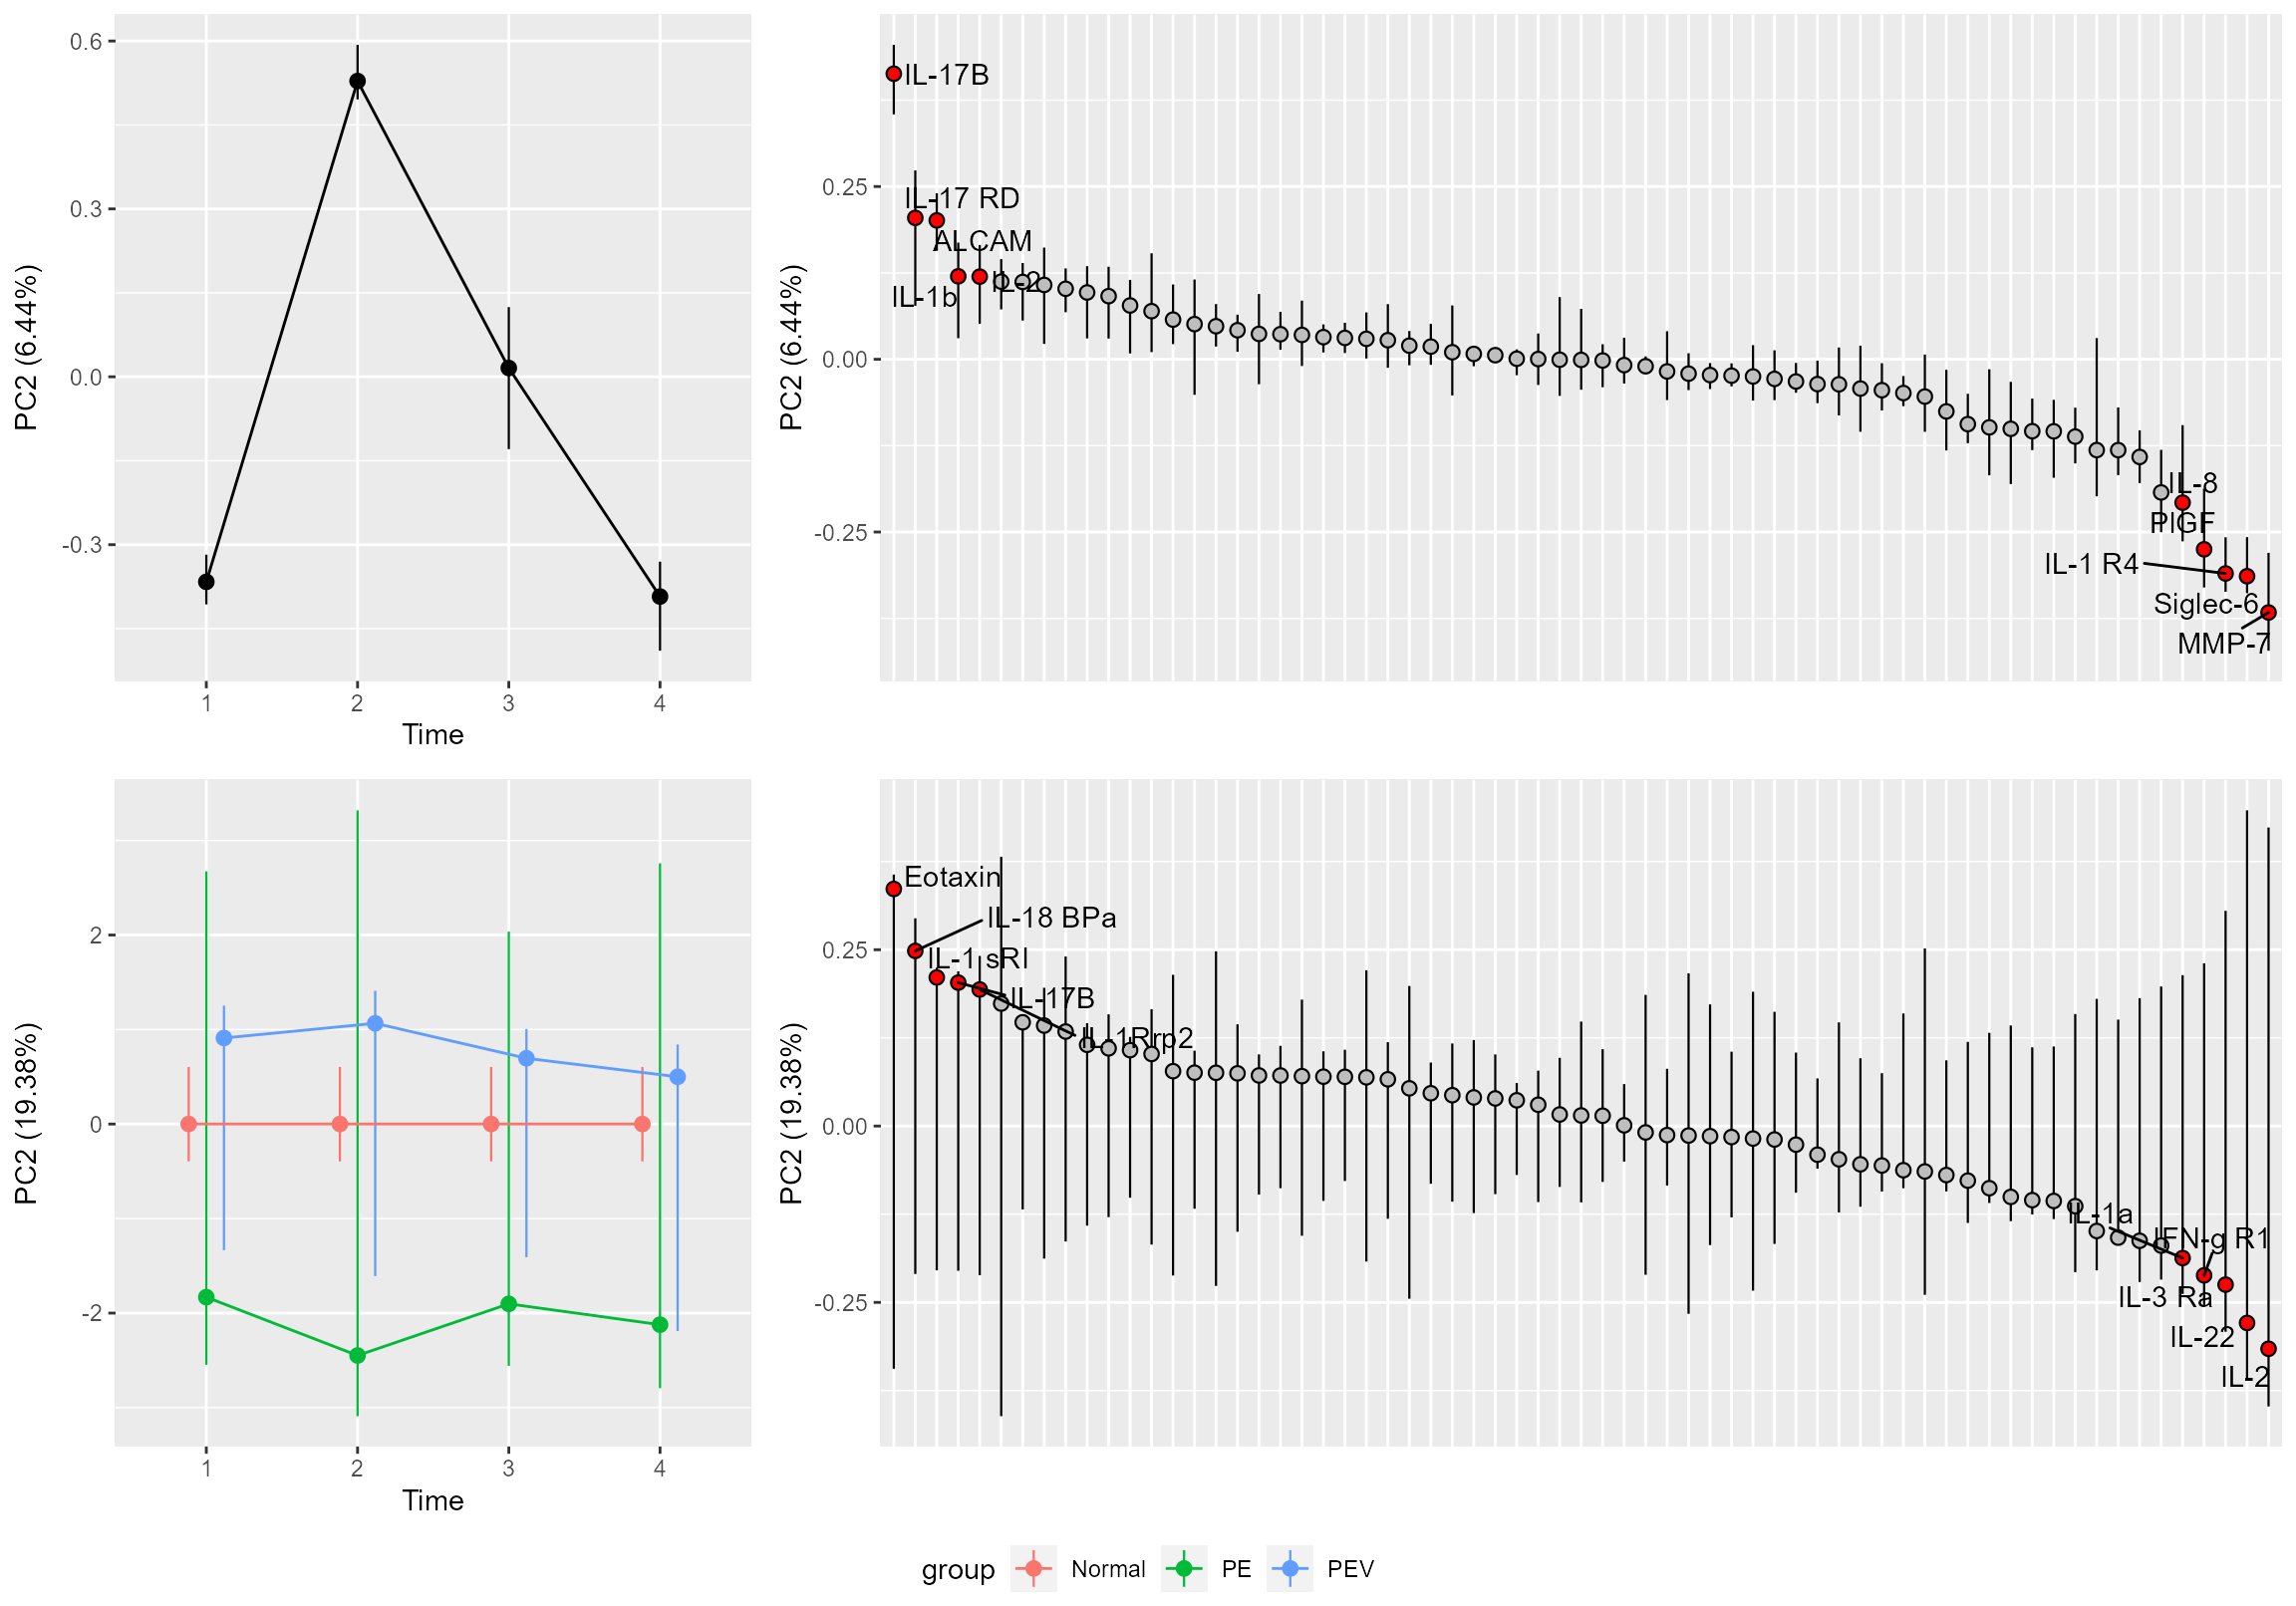 0.6
0.3
0.0
-0.3
PC2 (6.44%)
1 2 3 4
Time
0.25
0.00
-0.25
PC2 (6.44%)
IL-17B
IL-17 RD
ALCAM
IL-2
IL-1b
IL-8
PlGF
IL-1 R4
Siglec-6
MMP-7
2
0
-2
PC2 (19.38%)
1 2 3 4
Time
0.25
0.00
-0.25
PC2 (19.38%)
Eotaxin
IL-18 BPa
IL-1 sRI
IL-17B
IL-1Rrp2
IL-1a
IFN-g R1
IL-3 Ra
IL-22
IL-2
group Normal PE PEV